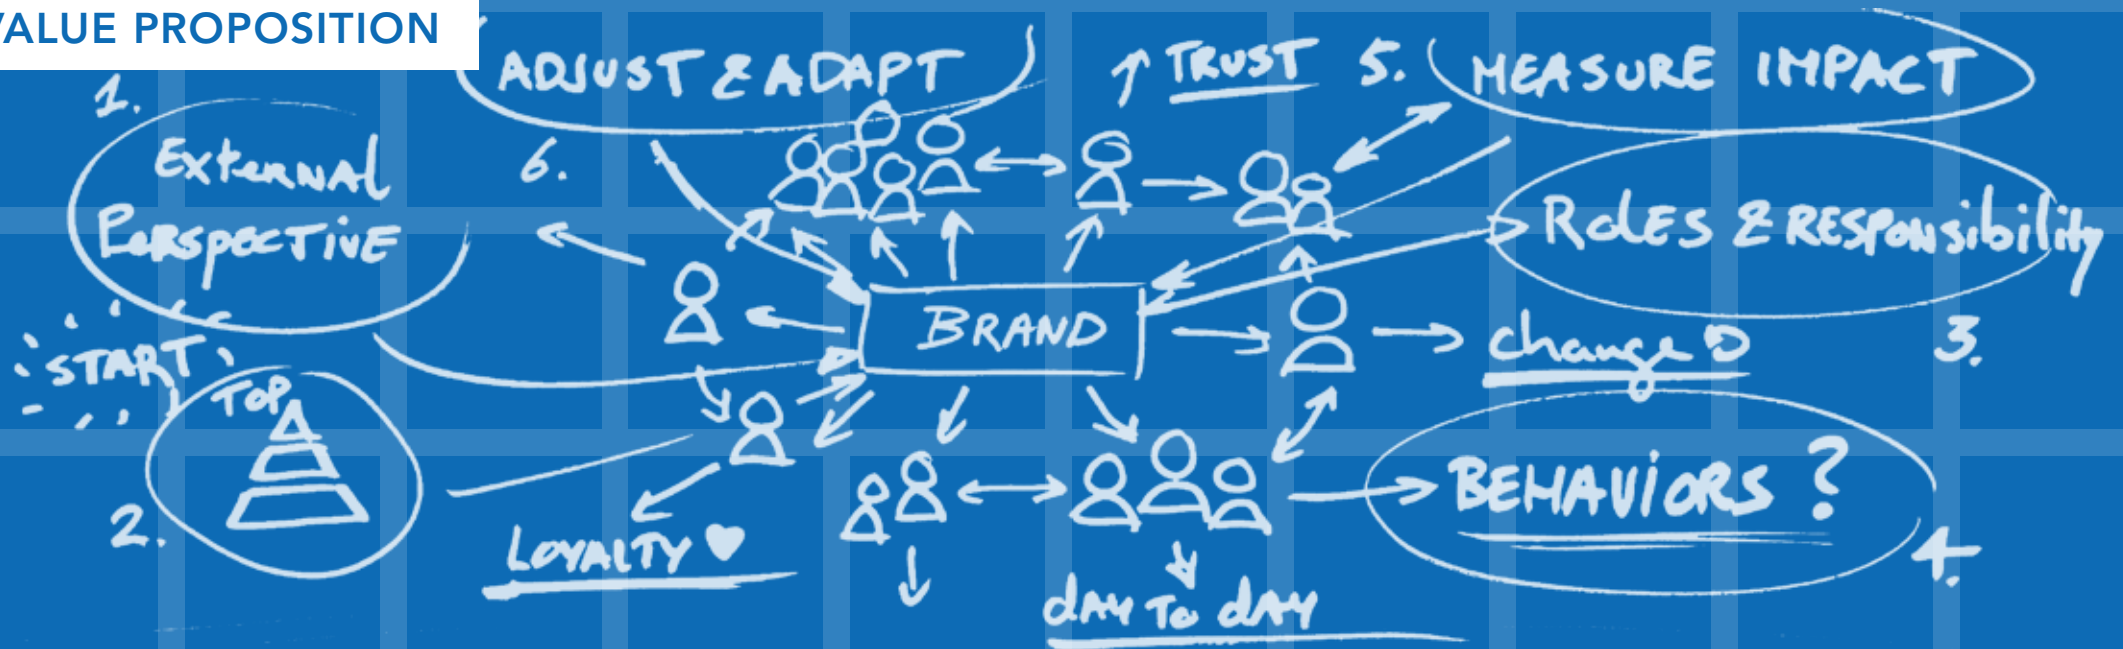 VALUE PROPOSITION
1.
External
Perspective
START
TOP
2.
6.
ADJUST & ADAPT
TRUST
5.
MEASURE IMPACT
Roles & Responsibility
3.
BRAND
change
BEHAVIORS ?
4.
LOYALTY
day to day